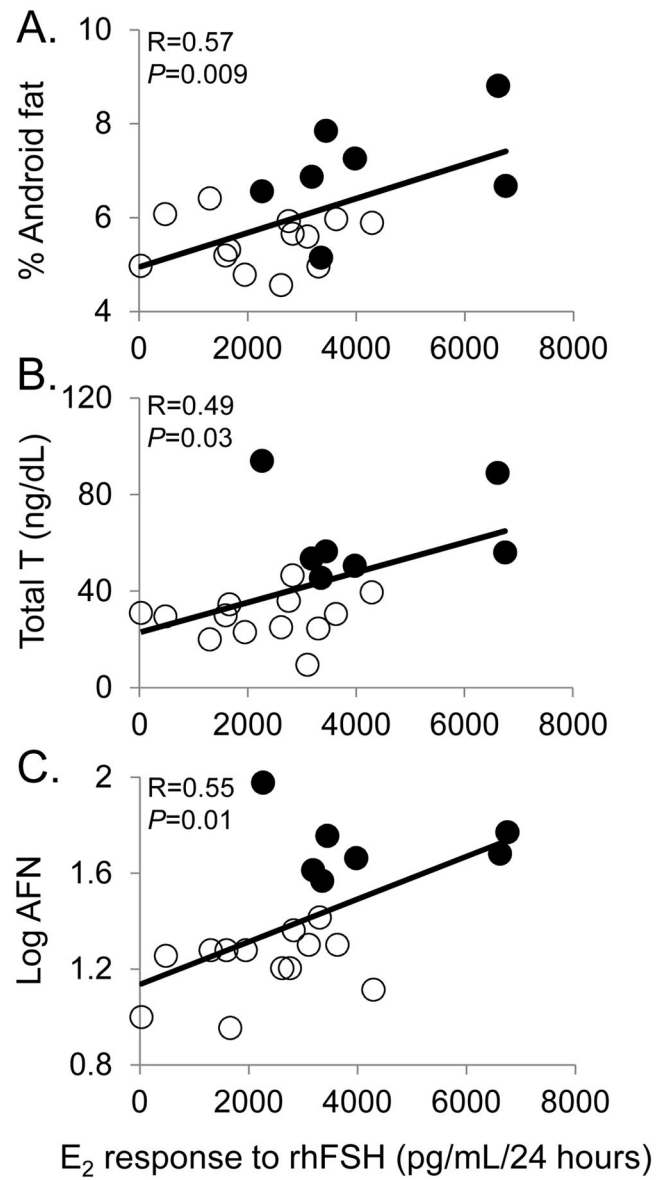 A.
R=0.57
P=0.009
% Android fat
10
8
6
4
0 2000 4000 6000 8000
B.
R=0.49
P=0.03
Total T (ng/dL)
120
80
40
0
0 2000 4000 6000 8000
C.
R=0.55
P=0.01
Log AFN
2
1.6
1.2
0.8
0 2000 4000 6000 8000
E₂ response to rhFSH (pg/mL/24 hours)